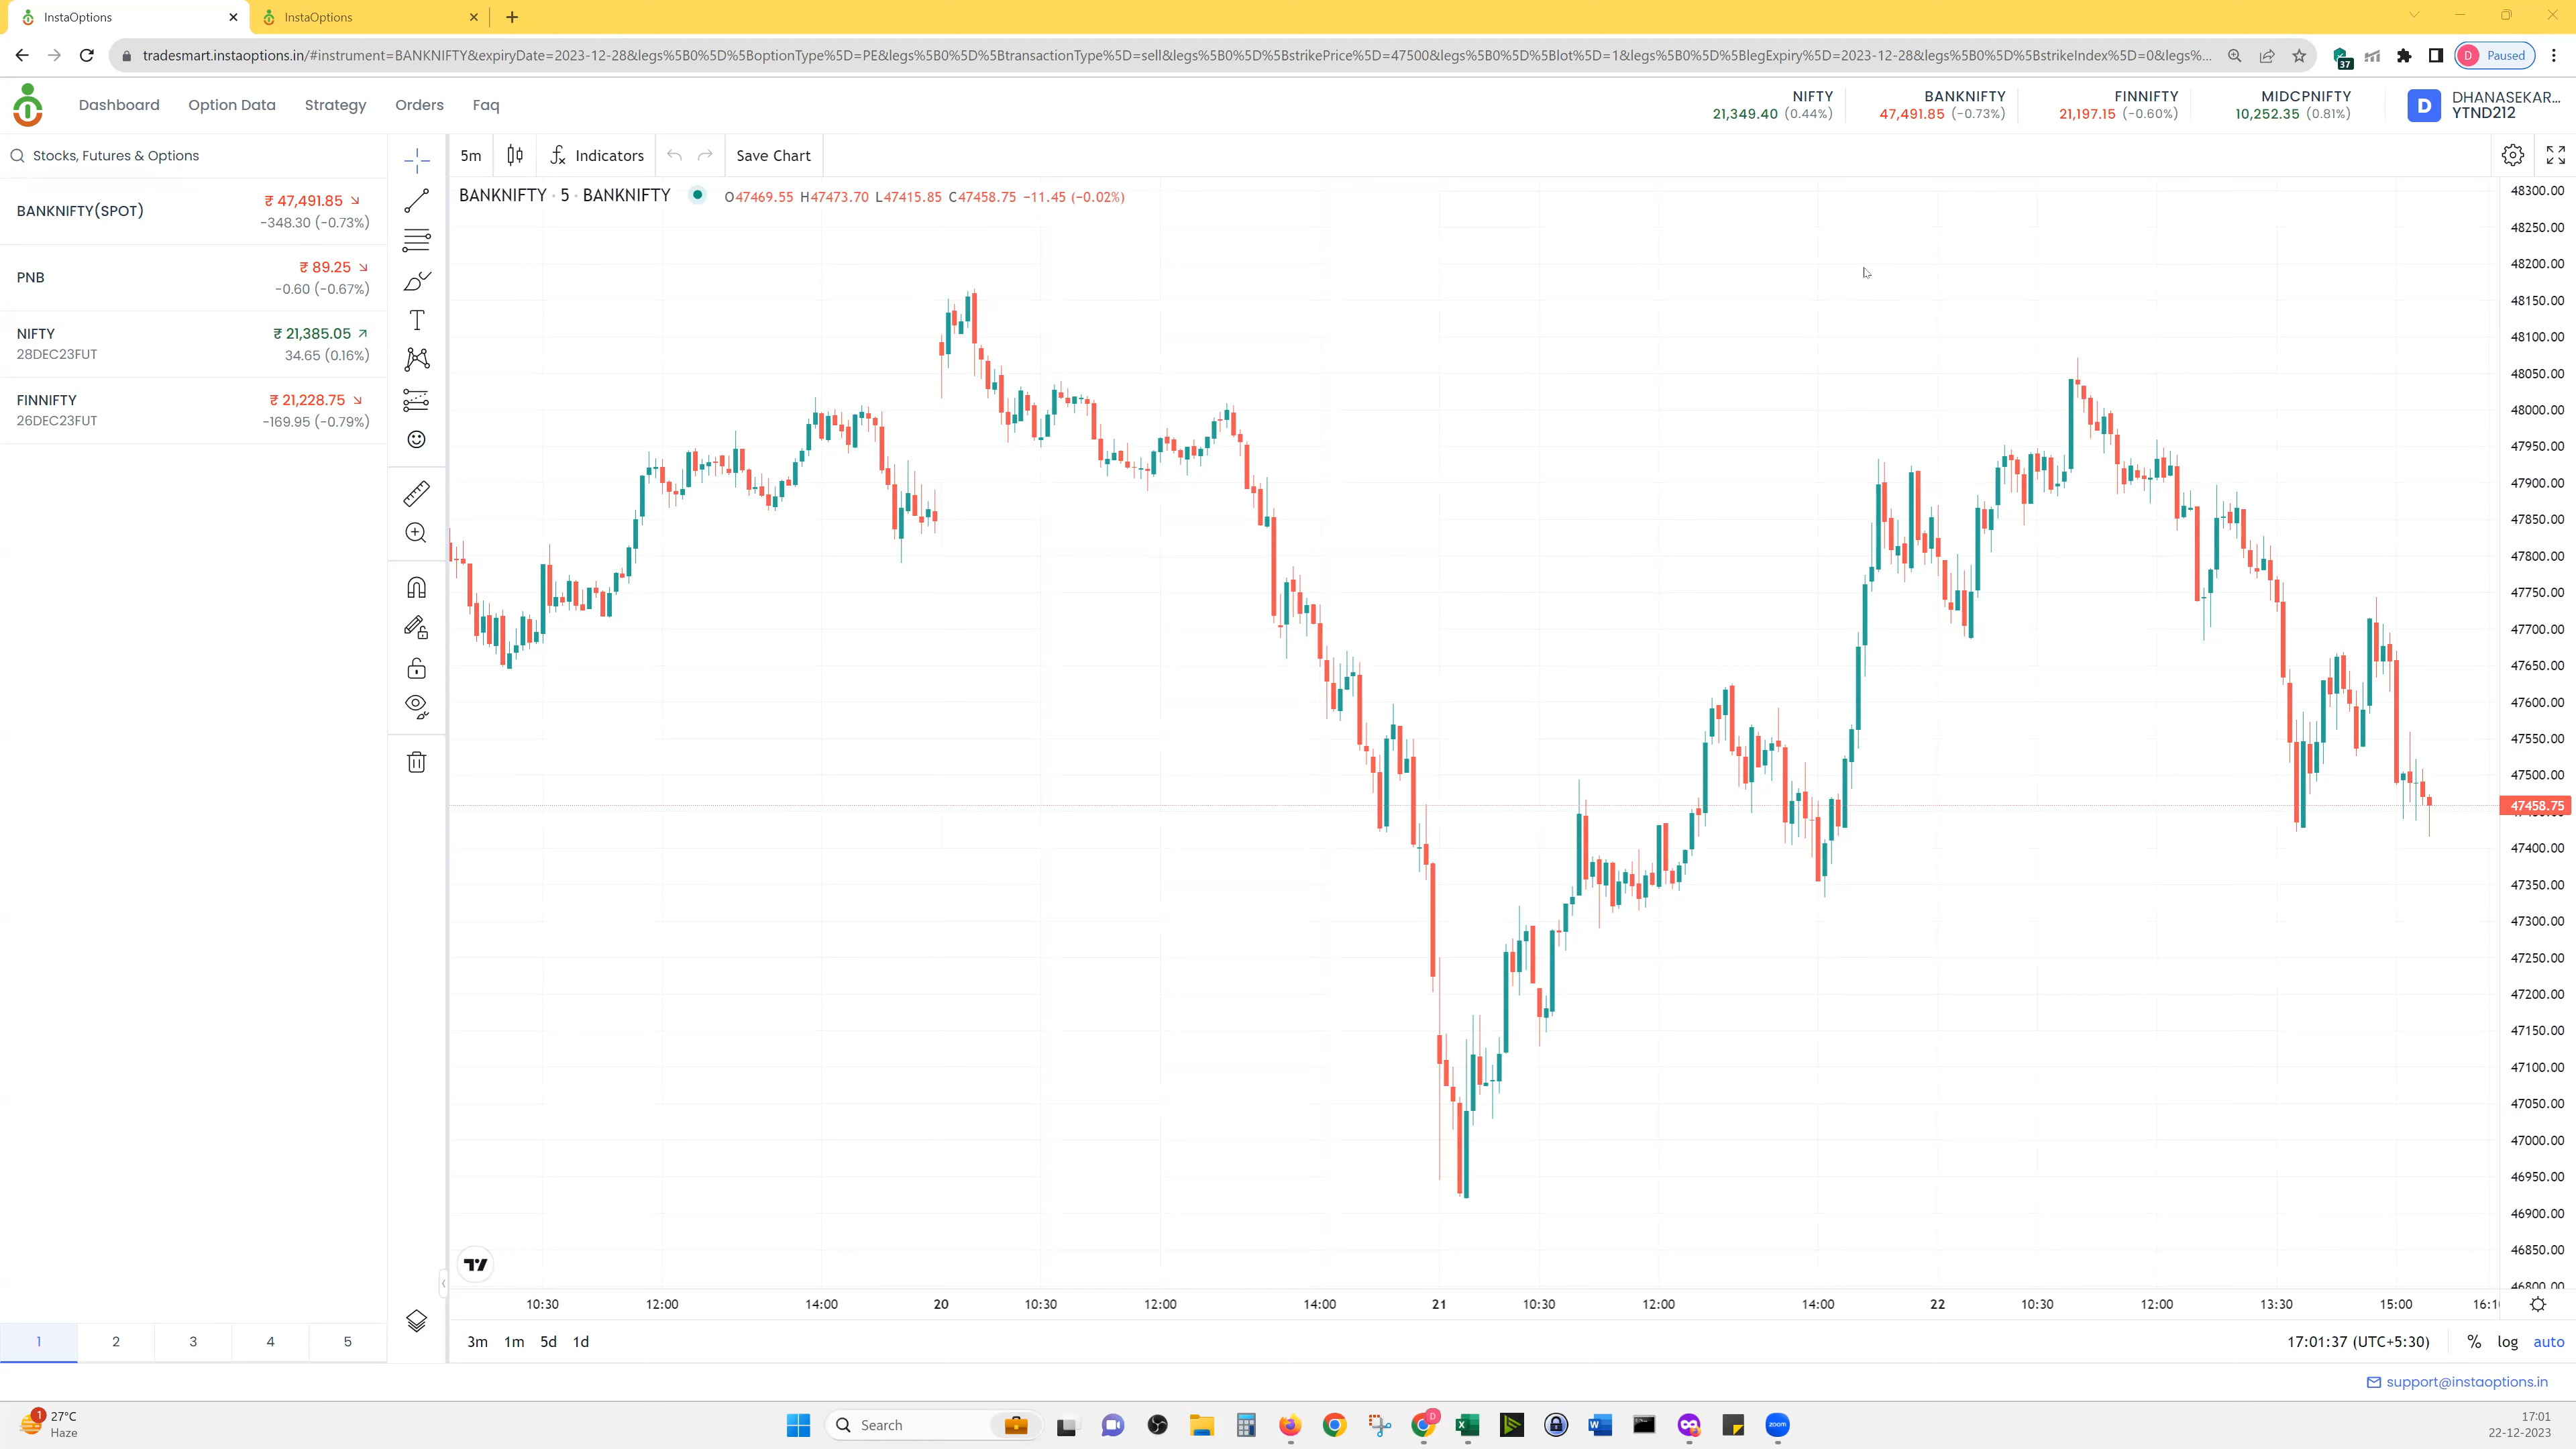 InstaOptions
InstaOptions
tradesmart.instaoptions.in/#instrument=BANKNIFTY&expiryDate=2023-12-28&legs%5B0%5D%5BoptionType%5D=PE&legs%5B0%5D%5BtransactionType%5D=sell&legs%5B0%5D%5BstrikePrice%5D=47500&legs%5B0%5D%5Blot%5D=1&legs%5B0%5D%5BlegExpiry%5D=2023-12-28&legs%5B0%5D%5BstrikeIndex%5D=0&legs%...
37
D Paused
Dashboard Option Data Strategy Orders Faq
NIFTY
21,349.40 (0.44%)
BANKNIFTY
47,491.85 (-0.73%)
FINNIFTY
21,197.15 (-0.60%)
MIDCPNIFTY
10,252.35 (0.81%)
D
DHANASEKAR...
YTND212
Stocks, Futures & Options
BANKNIFTY(SPOT)
₹ 47,491.85
-348.30 (-0.73%)
PNB
₹ 89.25
-0.60 (-0.67%)
NIFTY
28DEC23FUT
₹ 21,385.05
34.65 (0.16%)
FINNIFTY
26DEC23FUT
₹ 21,228.75
-169.95 (-0.79%)
1 2 3 4 5
5m Indicators Save Chart
BANKNIFTY · 5 · BANKNIFTY O47469.55 H47473.70 L47415.85 C47458.75 -11.45 (-0.02%)
48300.00
48250.00
48200.00
48150.00
48100.00
48050.00
48000.00
47950.00
47900.00
47850.00
47800.00
47750.00
47700.00
47650.00
47600.00
47550.00
47500.00
47458.75
47400.00
47350.00
47300.00
47250.00
47200.00
47150.00
47100.00
47050.00
47000.00
46950.00
46900.00
46850.00
46800.00
10:30 12:00 14:00 20 10:30 12:00 14:00 21 10:30 12:00 14:00 22 10:30 12:00 13:30 15:00
3m 1m 5d 1d
17:01:37 (UTC+5:30) % log auto
support@instaoptions.in
1
27°C
Haze
Search
D
zoom
17:01
22-12-2023